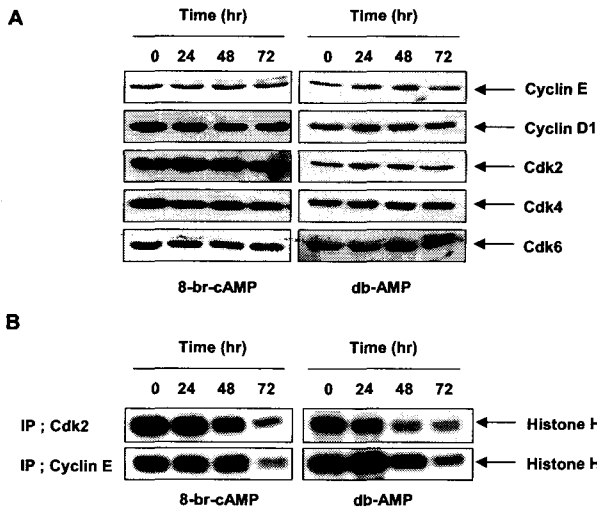 A
Time (hr) Time (hr)
0 24 48 72 0 24 48 72
Cyclin E
Cyclin D1
Cdk2
Cdk4
Cdk6
8-br-cAMP db-AMP
B
Time (hr) Time (hr)
0 24 48 72 0 24 48 72
IP ; Cdk2 Histone H
IP ; Cyclin E Histone H
8-br-cAMP db-AMP